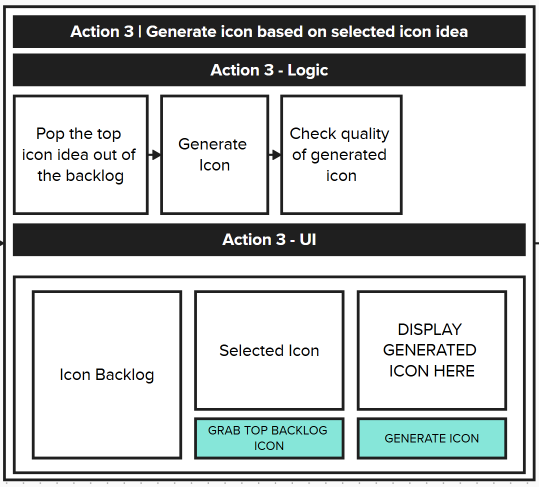 Action 3 | Generate icon based on selected icon idea
Action 3 - Logic
Pop the top
icon idea out of
the backlog
Generate
Icon
Check quality
of generated
icon
Action 3 - UI
Icon Backlog
Selected Icon
GRAB TOP BACKLOG
ICON
DISPLAY
GENERATED
ICON HERE
GENERATE ICON